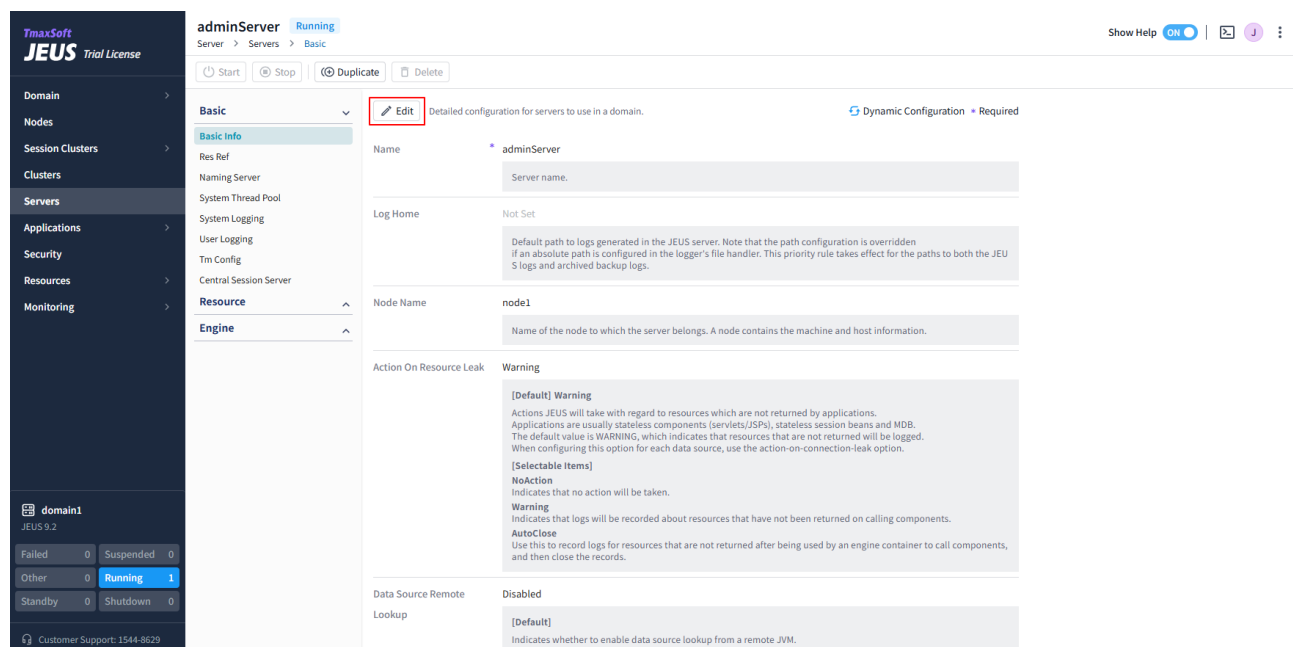 TmaxSoft
JEUS Trial License
Domain
Nodes
Session Clusters
Clusters
Servers
Applications
Security
Resources
Monitoring
domain1
JEUS 9.2
Failed 0 Suspended 0
Other 0 Running 1
Standby 0 Shutdown 0
Customer Support: 1544-8629
adminServer Running
Server > Servers > Basic
Show Help ON J
Start Stop Duplicate Delete
Basic
Basic Info
Res Ref
Naming Server
System Thread Pool
System Logging
User Logging
Tm Config
Central Session Server
Resource
Engine
Edit Detailed configuration for servers to use in a domain. Dynamic Configuration * Required
Name * adminServer
Server name.
Log Home Not Set
Default path to logs generated in the JEUS server. Note that the path configuration is overridden
if an absolute path is configured in the logger's file handler. This priority rule takes effect for the paths to both the JEU
S logs and archived backup logs.
Node Name node1
Name of the node to which the server belongs. A node contains the machine and host information.
Action On Resource Leak Warning
[Default] Warning
Actions JEUS will take with regard to resources which are not returned by applications.
Applications are usually stateless components (servlets/JSPs), stateless session beans and MDB.
The default value is WARNING, which indicates that resources that are not returned will be logged.
When configuring this option for each data source, use the action-on-connection-leak option.
[Selectable Items]
NoAction
Indicates that no action will be taken.
Warning
Indicates that logs will be recorded about resources that have not been returned on calling components.
AutoClose
Use this to record logs for resources that are not returned after being used by an engine container to call components,
and then close the records.
Data Source Remote Disabled
Lookup
[Default]
Indicates whether to enable data source lookup from a remote JVM.